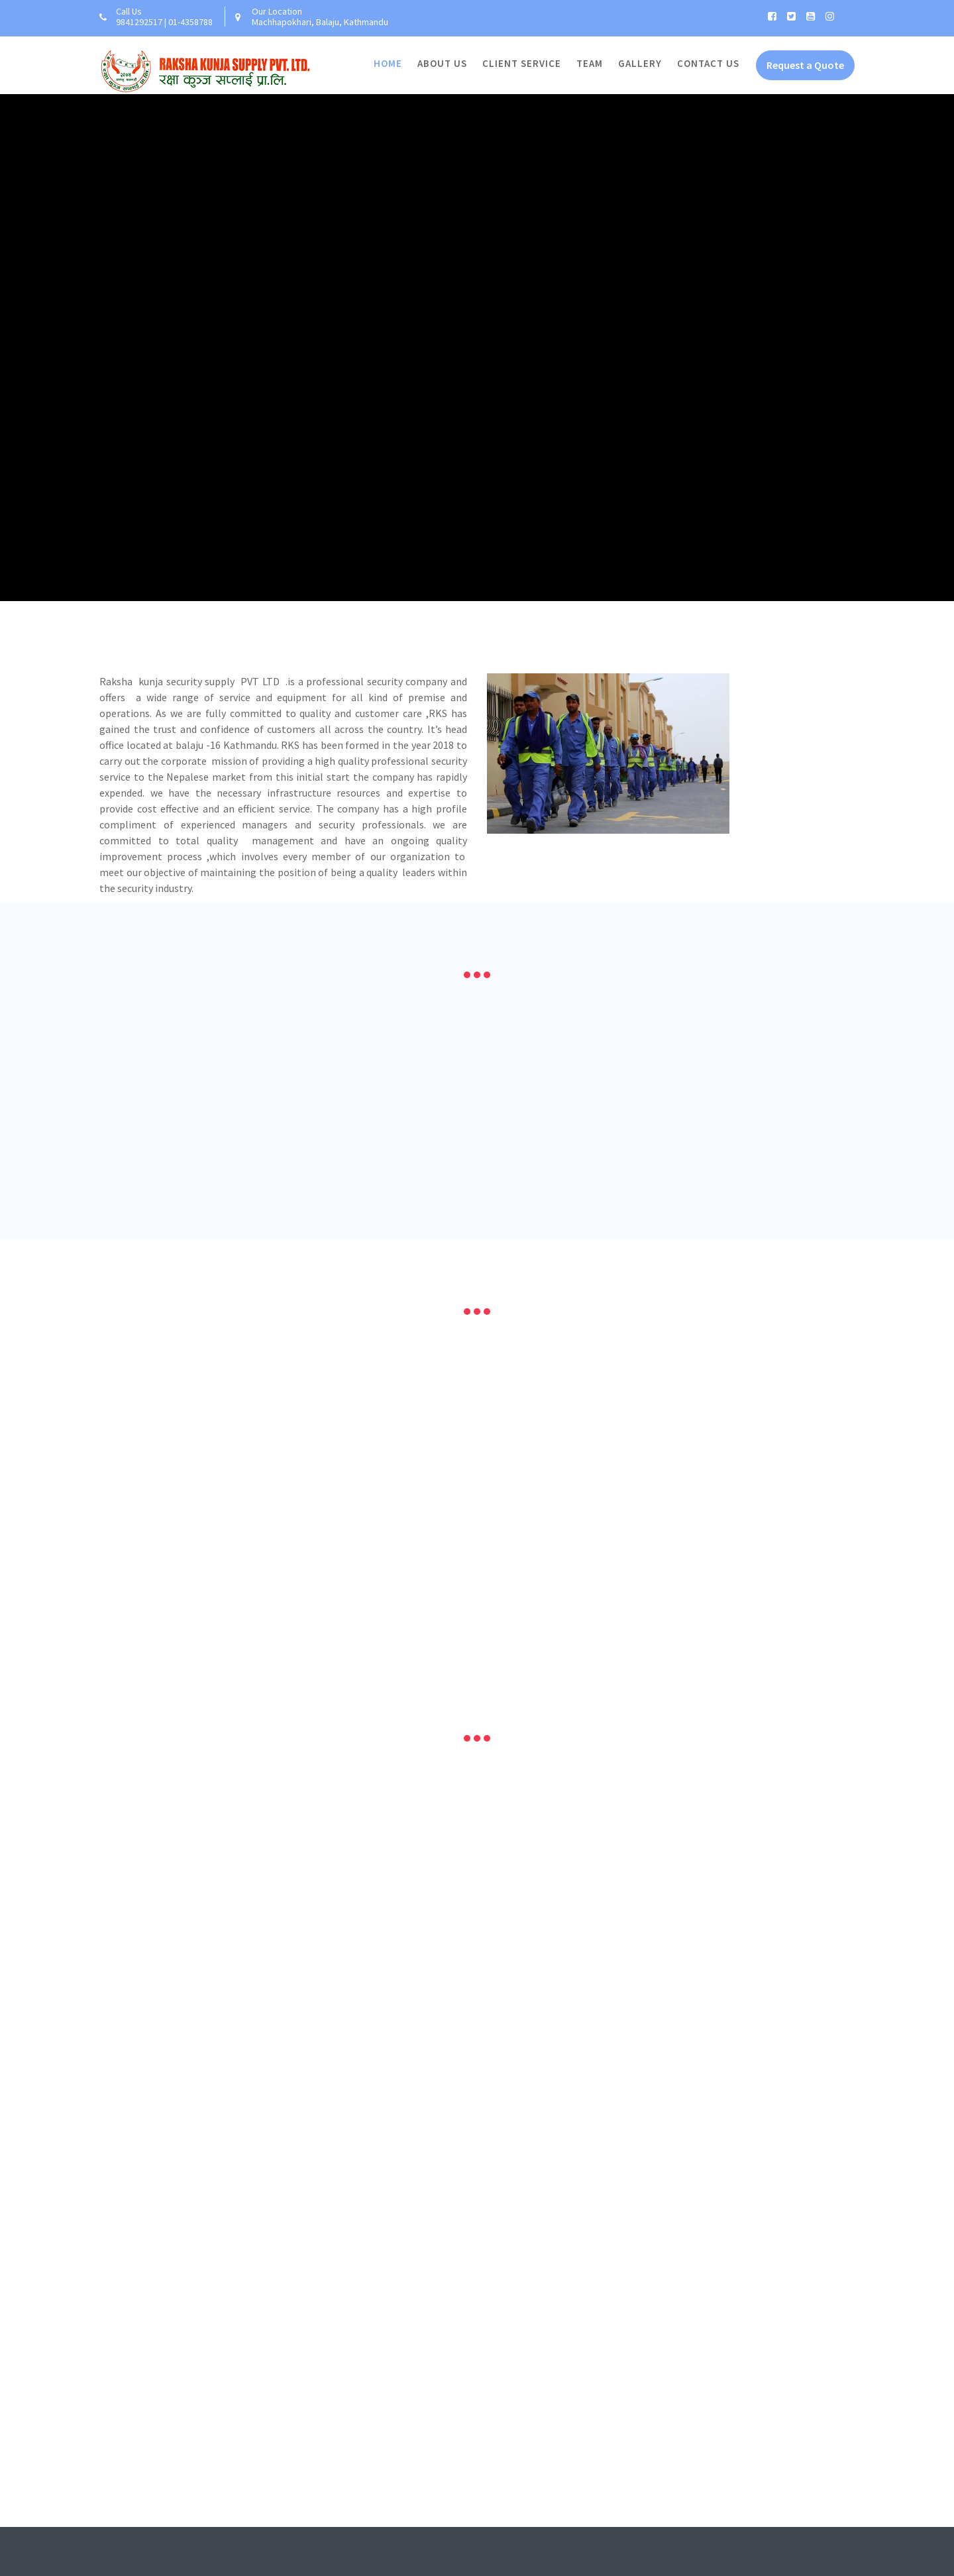 Call Us
9841292517 | 01-4358788
Our Location
Machhapokhari, Balaju, Kathmandu
RAKSHA KUNJA SUPPLY PVT. LTD.
रक्षा कुञ्ज सप्लाई प्रा.लि.
HOME
ABOUT US
CLIENT SERVICE
TEAM
GALLERY
CONTACT US
Request a Quote
Raksha kunja security supply PVT LTD .is a professional security company and
offers a wide range of service and equipment for all kind of premise and
operations. As we are fully committed to quality and customer care ,RKS has
gained the trust and confidence of customers all across the country. It’s head
office located at balaju -16 Kathmandu. RKS has been formed in the year 2018 to
carry out the corporate mission of providing a high quality professional security
service to the Nepalese market from this initial start the company has rapidly
expended. we have the necessary infrastructure resources and expertise to
provide cost effective and an efficient service. The company has a high profile
compliment of experienced managers and security professionals. we are
committed to total quality management and have an ongoing quality
improvement process ,which involves every member of our organization to
meet our objective of maintaining the position of being a quality leaders within
the security industry.